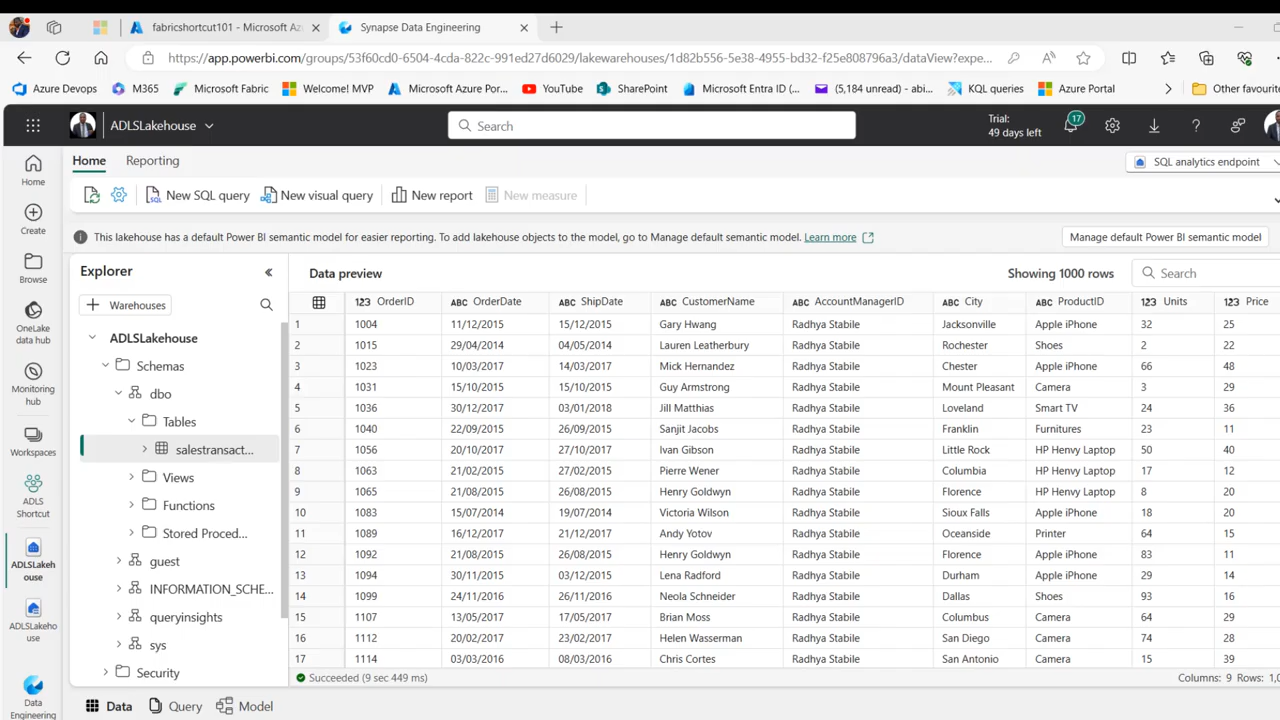 fabricshortcut101 - Microsoft Az
Synapse Data Engineering
https://app.powerbi.com/groups/53f60cd0-6504-4cda-822c-991ed27d6029/lakewarehouses/1d82b556-5e38-4955-bd32-f25e808796a3/dataView?expe...
Azure Devops M365 Microsoft Fabric Welcome! MVP Microsoft Azure Por... YouTube SharePoint Microsoft Entra ID (... (5,184 unread) - abi... KQL queries Azure Portal Other favourite
ADLSLakehouse Search Trial: 17
49 days left
Home Reporting SQL analytics endpoint
New SQL query New visual query New report New measure
This lakehouse has a default Power BI semantic model for easier reporting. To add lakehouse objects to the model, go to Manage default semantic model. Learn more Manage default Power BI semantic model
Home
Create
Browse
OneLake
data hub
Monitoring
hub
Workspaces
ADLS
Shortcut
ADLSLakeh
ouse
ADLSLakeho
use
Data
Engineering
Explorer
Warehouses
ADLSLakehouse
Schemas
dbo
Tables
salestransact...
Views
Functions
Stored Proced...
guest
INFORMATION_SCHE...
queryinsights
sys
Security
Data preview Showing 1000 rows Search
123 OrderID ABC OrderDate ABC ShipDate ABC CustomerName ABC AccountManagerID ABC City ABC ProductID 123 Units 123 Price
1 1004 11/12/2015 15/12/2015 Gary Hwang Radhya Stabile Jacksonville Apple iPhone 32 25
2 1015 29/04/2014 04/05/2014 Lauren Leatherbury Radhya Stabile Rochester Shoes 2 22
3 1023 10/03/2017 14/03/2017 Mick Hernandez Radhya Stabile Chester Apple iPhone 66 48
4 1031 15/10/2015 15/10/2015 Guy Armstrong Radhya Stabile Mount Pleasant Camera 3 29
5 1036 30/12/2017 03/01/2018 Jill Matthias Radhya Stabile Loveland Smart TV 24 36
6 1040 22/09/2015 26/09/2015 Sanjit Jacobs Radhya Stabile Franklin Furnitures 23 11
7 1056 20/10/2017 27/10/2017 Ivan Gibson Radhya Stabile Little Rock HP Henvy Laptop 50 40
8 1063 21/02/2015 27/02/2015 Pierre Wener Radhya Stabile Columbia HP Henvy Laptop 17 12
9 1065 21/08/2015 26/08/2015 Henry Goldwyn Radhya Stabile Florence HP Henvy Laptop 8 20
10 1083 15/07/2014 19/07/2014 Victoria Wilson Radhya Stabile Sioux Falls Apple iPhone 18 20
11 1089 16/12/2017 21/12/2017 Andy Yotov Radhya Stabile Oceanside Printer 64 15
12 1092 21/08/2015 26/08/2015 Henry Goldwyn Radhya Stabile Florence Apple iPhone 83 11
13 1094 30/11/2015 03/12/2015 Lena Radford Radhya Stabile Durham Apple iPhone 29 14
14 1099 24/11/2016 26/11/2016 Neola Schneider Radhya Stabile Dallas Shoes 93 16
15 1107 13/05/2017 17/05/2017 Brian Moss Radhya Stabile Columbus Camera 64 29
16 1112 20/02/2017 23/02/2017 Helen Wasserman Radhya Stabile San Diego Camera 74 28
17 1114 03/03/2016 08/03/2016 Chris Cortes Radhya Stabile San Antonio Camera 15 39
Succeeded (9 sec 449 ms) Columns: 9 Rows: 1,0
Data Query Model